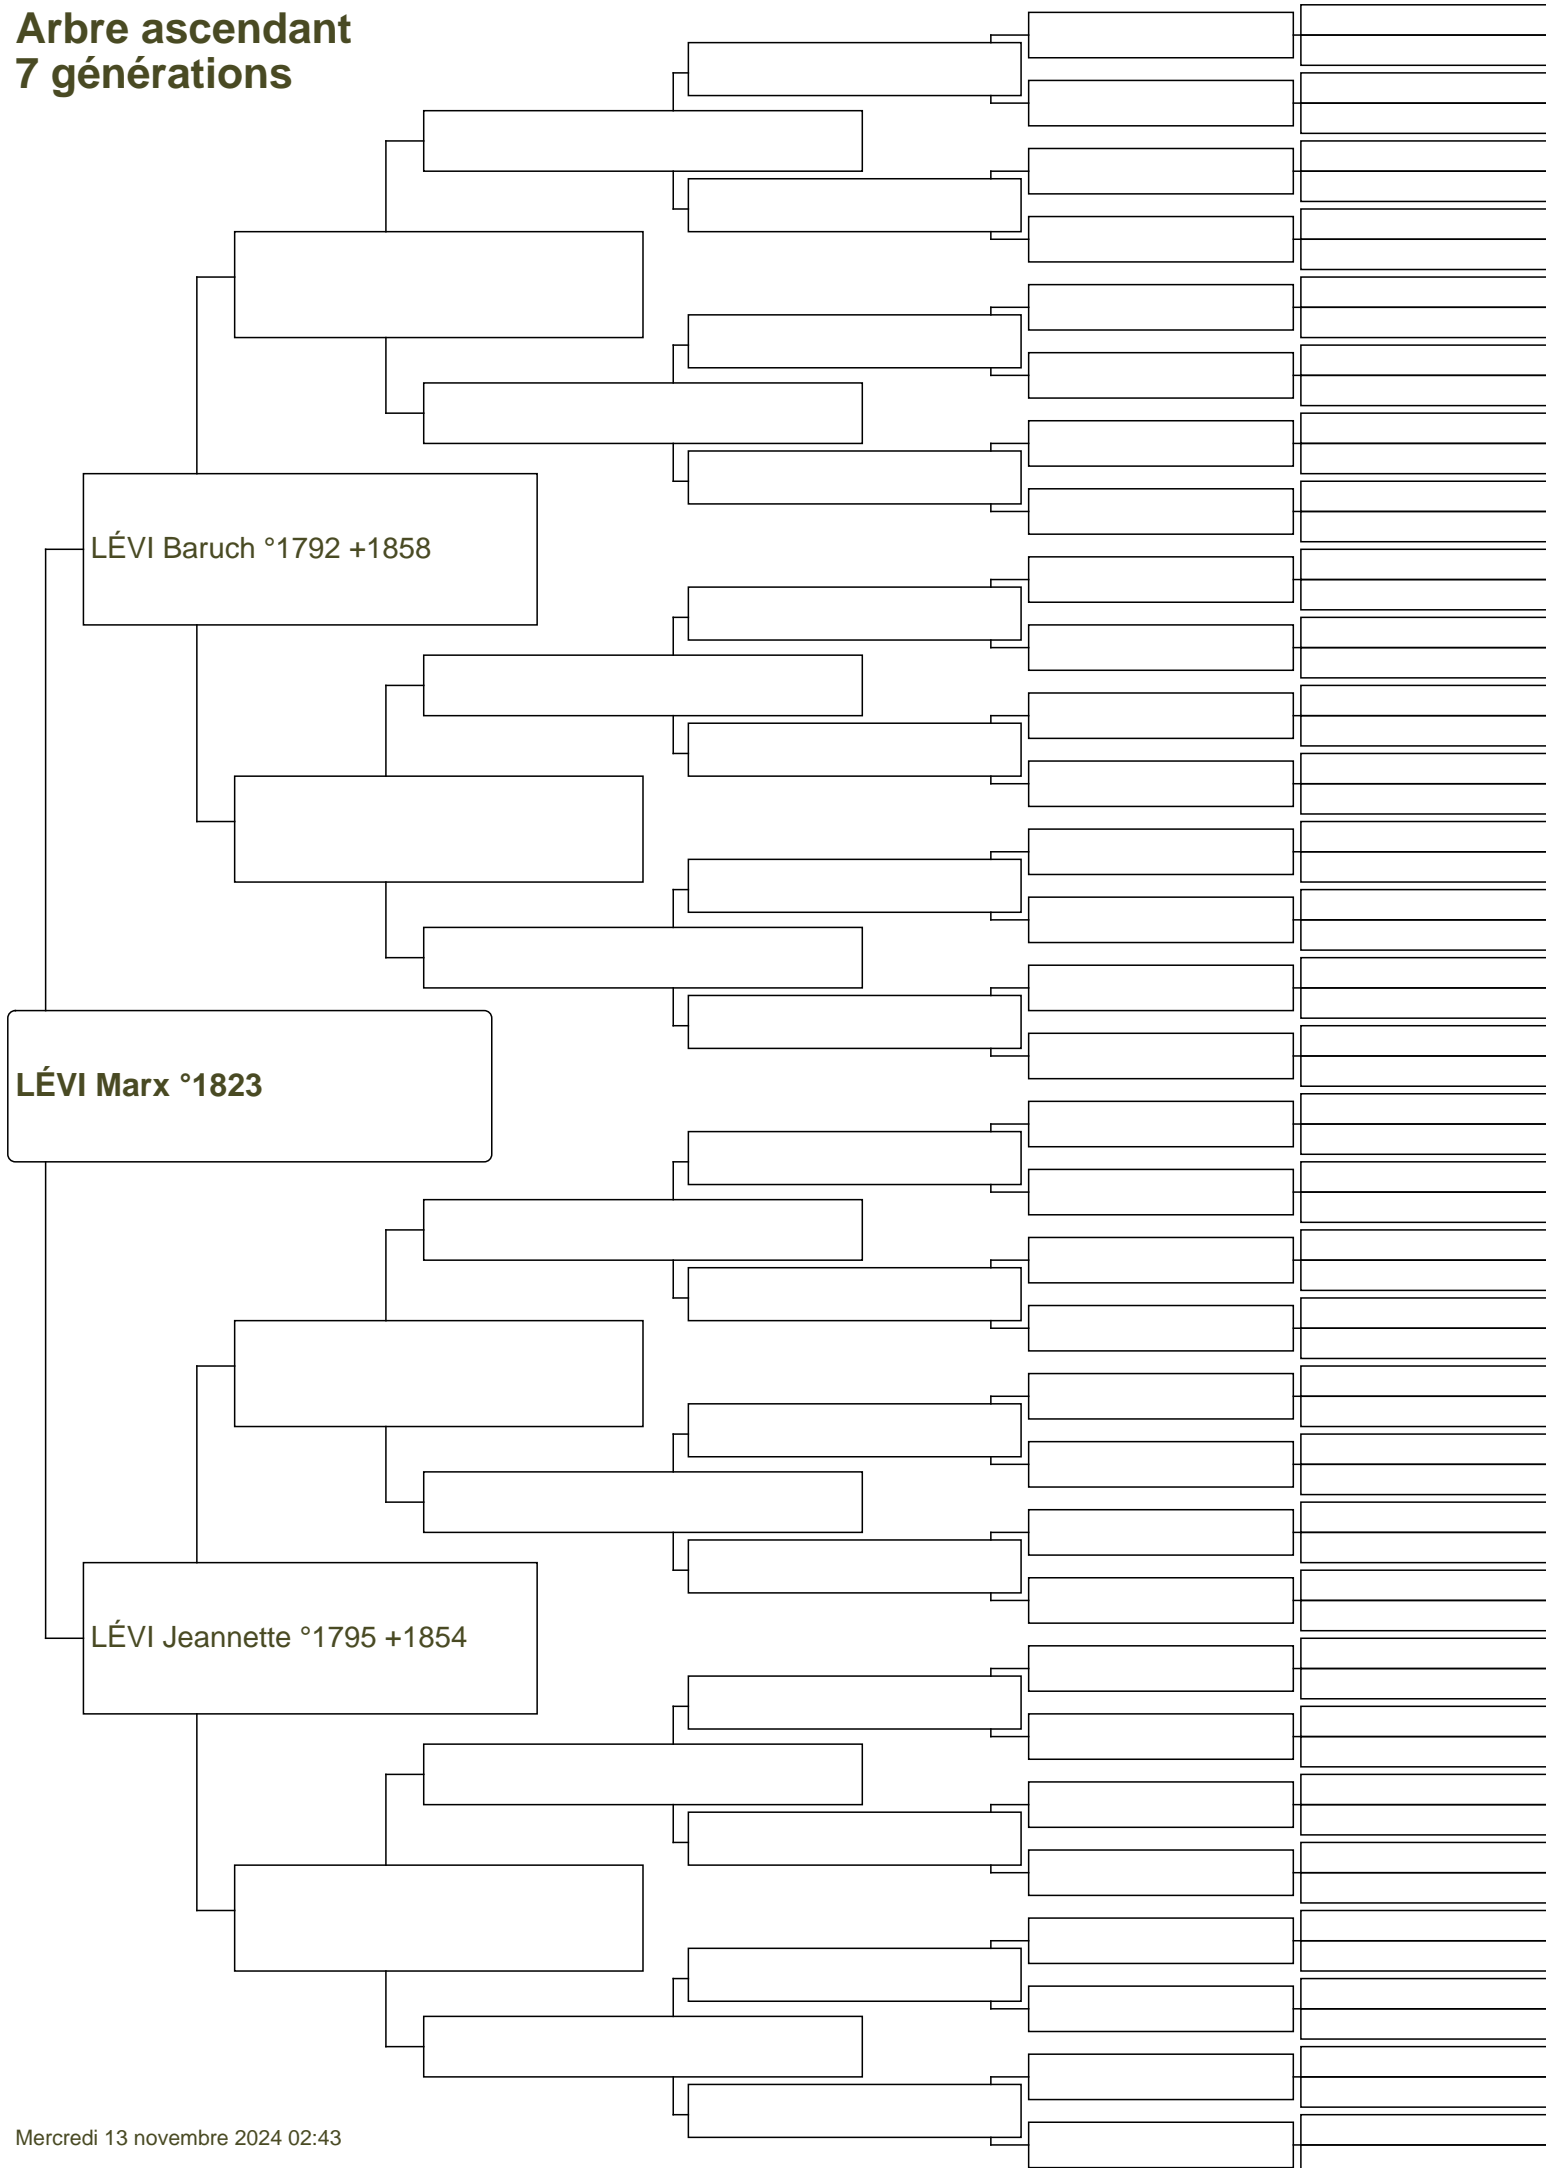 Arbre ascendant
7 générations
LÉVI Baruch °1792 +1858
LÉVI Marx °1823
LÉVI Jeannette °1795 +1854
Mercredi 13 novembre 2024 02:43